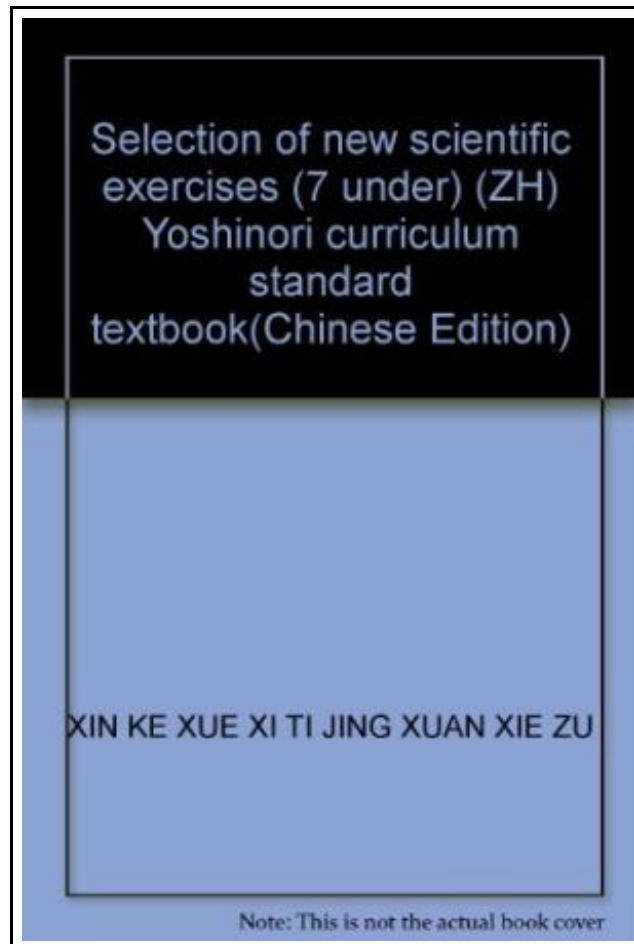 Selection of new scientific
exercises (7 under) (ZH)
Yoshinori curriculum
standard
textbook(Chinese Edition)
XIN KE XUE XI TI JING XUAN XIE ZU
Note: This is not the actual book cover